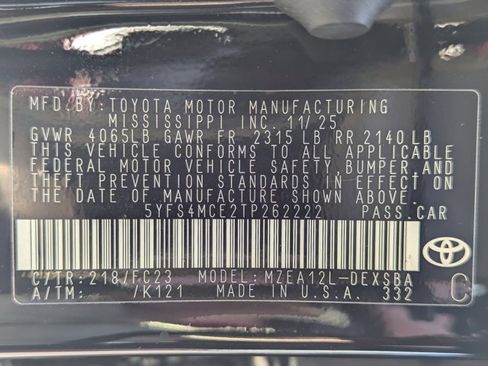 MFD.BY:TOYOTA MOTOR MANUFACTURING
MISSISSIPPI INC 11/25
GVWR 4065LB GAWR FR 2315 LB RR 2140 LB
THIS VEHICLE CONFORMS TO ALL APPLICABLE
FEDERAL MOTOR VEHICLE SAFETY, BUMPER,AND
THEFT PREVENTION STANDARDS IN EFFECT ON
THE DATE OF MANUFACTURE SHOWN ABOVE.
5YFS4MCE2TP262222 PASS.CAR
C/TR:218/FC23 MODEL:MZEA12L-DEXSBA
A/TM: /K121 MADE IN U.S.A. 332 C